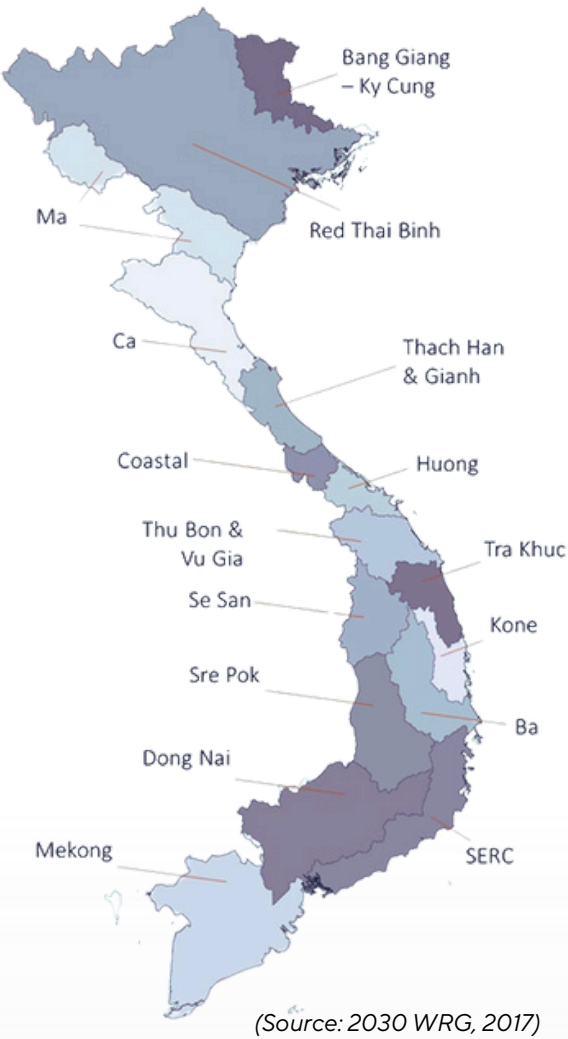 Bang Giang
– Ky Cung
Red Thai Binh
Ma
Ca
Thach Han
& Gianh
Coastal
Huong
Thu Bon &
Vu Gia
Tra Khuc
Se San
Kone
Sre Pok
Ba
Dong Nai
Mekong
SERC
(Source: 2030 WRG, 2017)